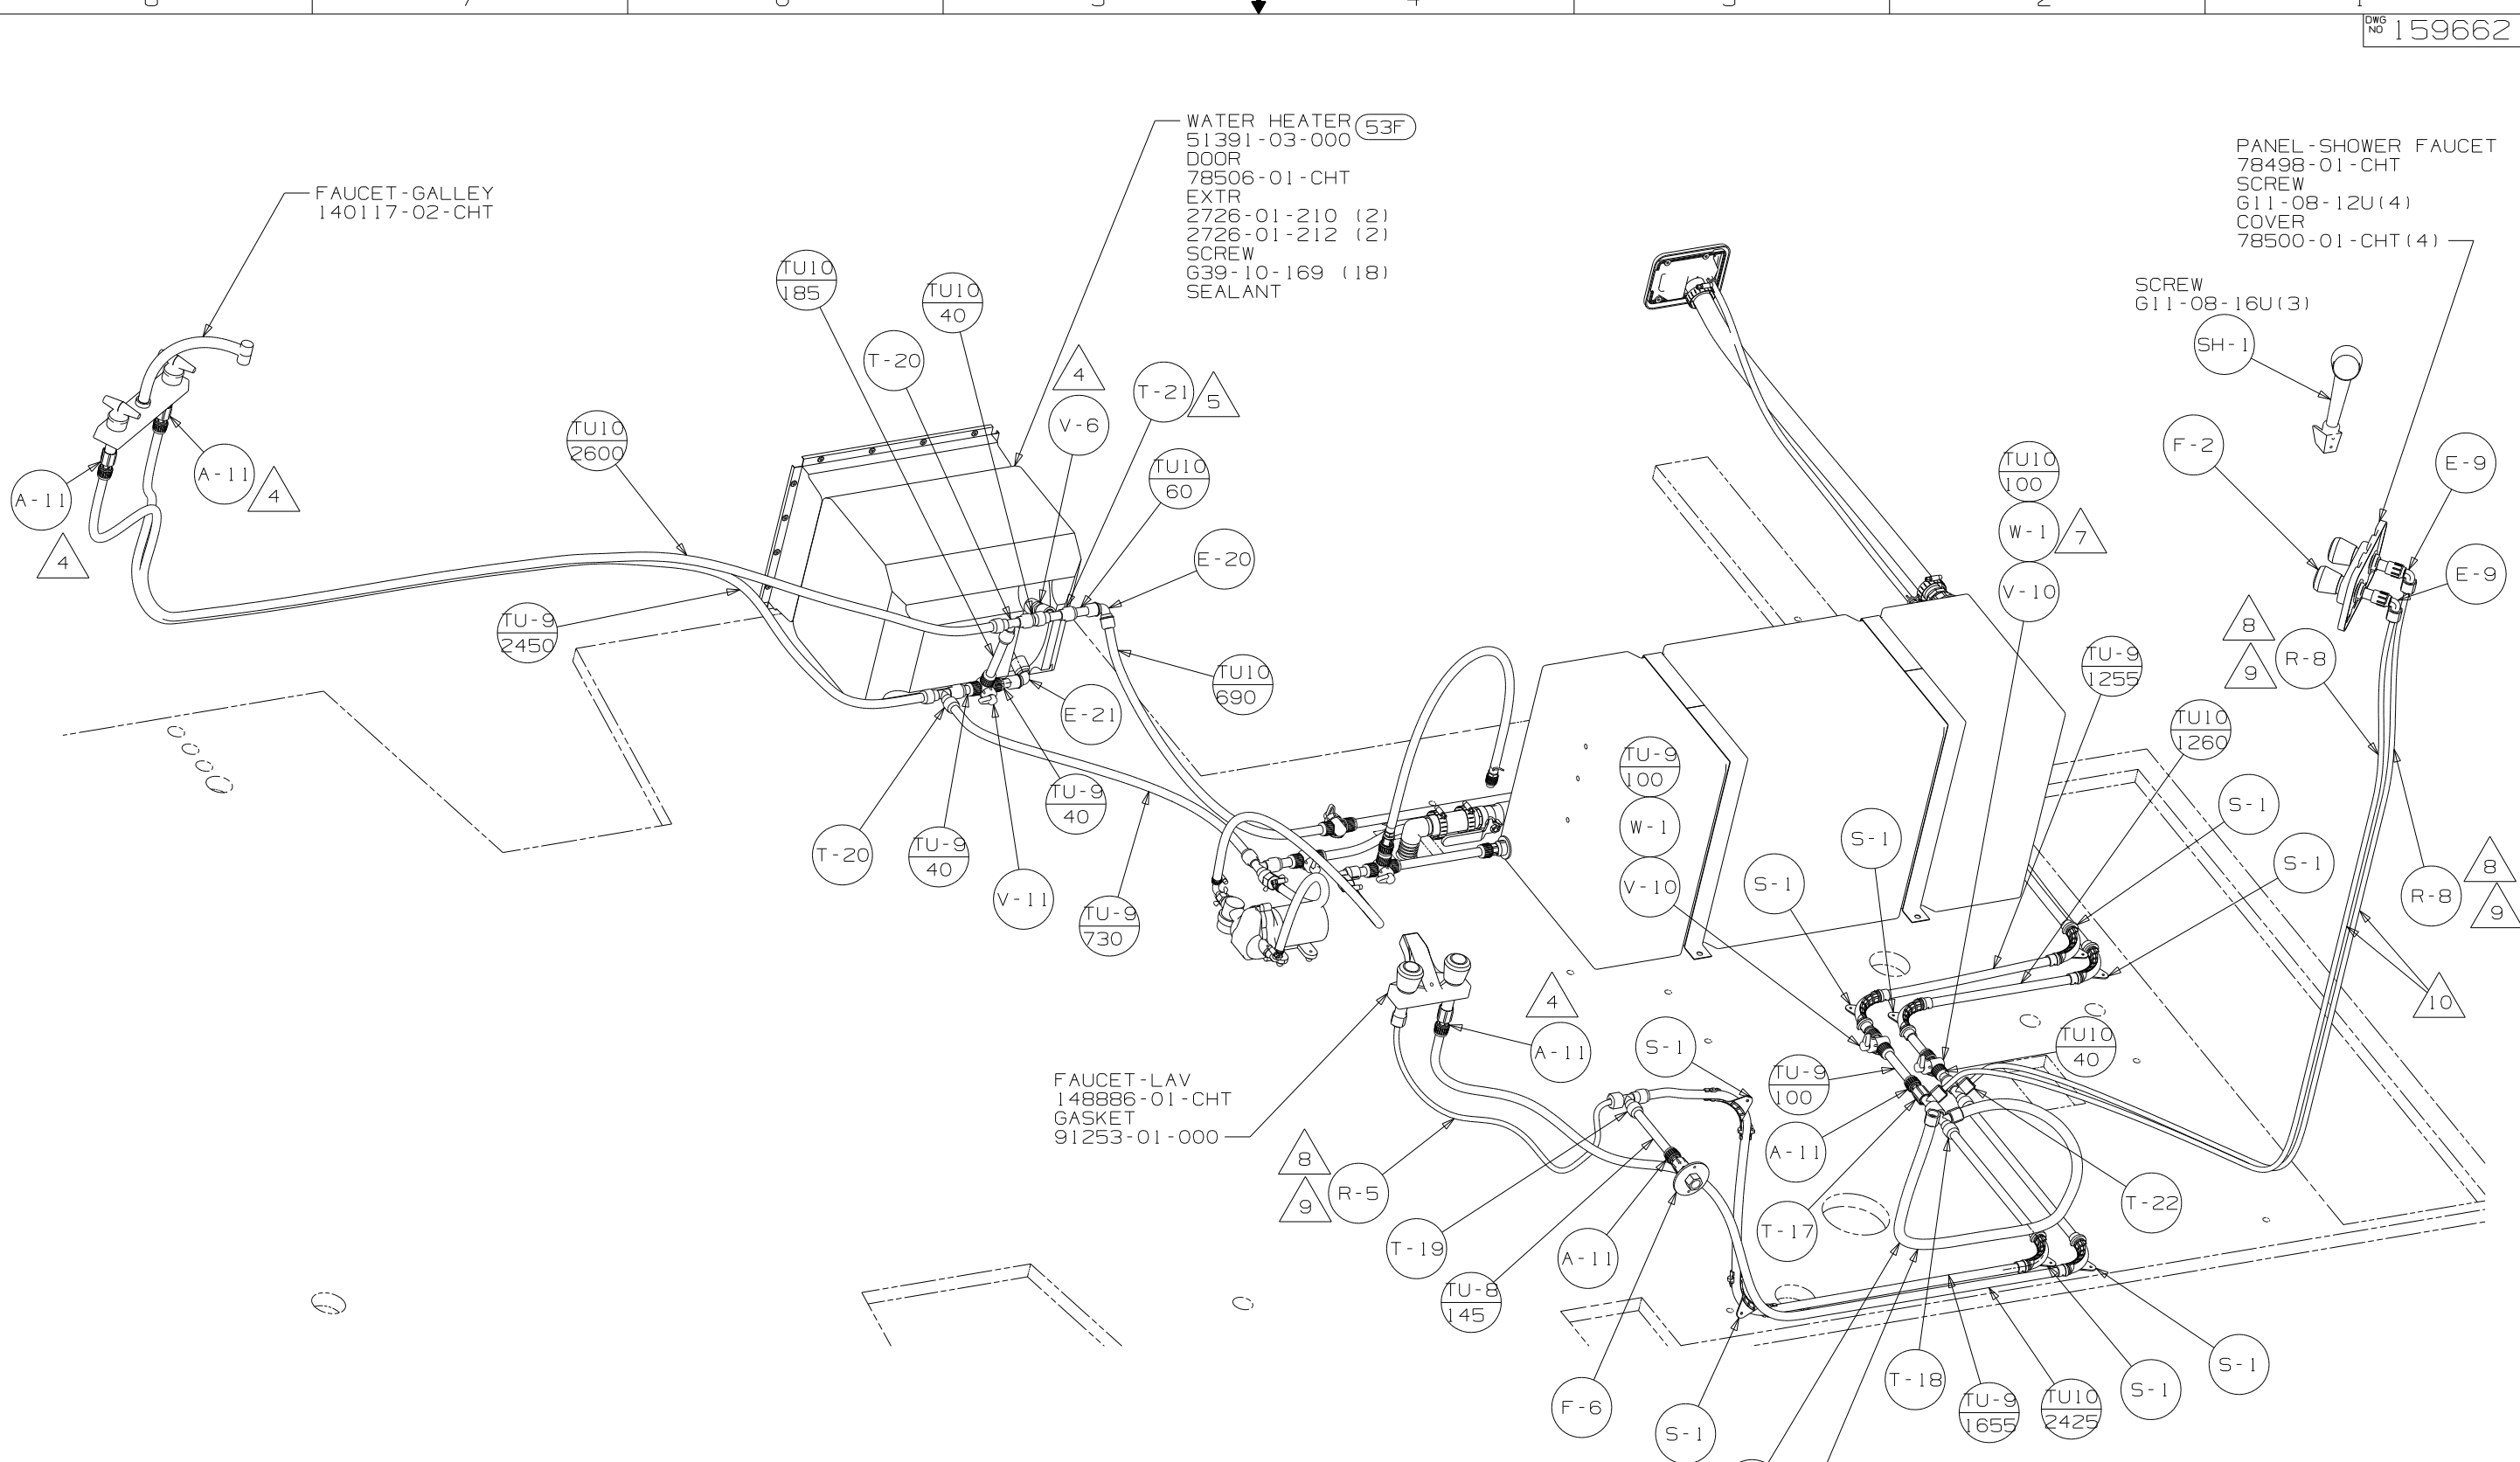 DWG
NO 159662
WATER HEATER 53F
51391-03-000
DOOR
78506-01-CHT
EXTR
2726-01-210 (2)
2726-01-212 (2)
SCREW
G39-10-169 (18)
SEALANT
PANEL-SHOWER FAUCET
78498-01-CHT
SCREW
G11-08-12U(4)
COVER
78500-01-CHT(4)
FAUCET-GALLEY
140117-02-CHT
SCREW
G11-08-16U(3)
SH-1
TU10
185
TU10
40
T-20
4
T-21
5
V-6
TU10
2600
TU10
60
A-11
4
A-11
4
E-20
F-2
E-9
E-9
TU10
100
W-1
7
V-10
TU-9
2450
TU10
690
E-21
8
9
R-8
TU-9
1255
TU10
1260
TU-9
100
W-1
V-10
TU-9
40
T-20
TU-9
40
V-11
TU-9
730
S-1
S-1
S-1
S-1
8
R-8
9
10
4
A-11
S-1
TU10
40
TU-9
100
FAUCET-LAV
148886-01-CHT
GASKET
91253-01-000
8
9
R-5
A-11
T-22
T-17
T-19
A-11
TU-8
145
F-6
S-1
T-18
TU-9
1655
TU10
2425
S-1
S-1